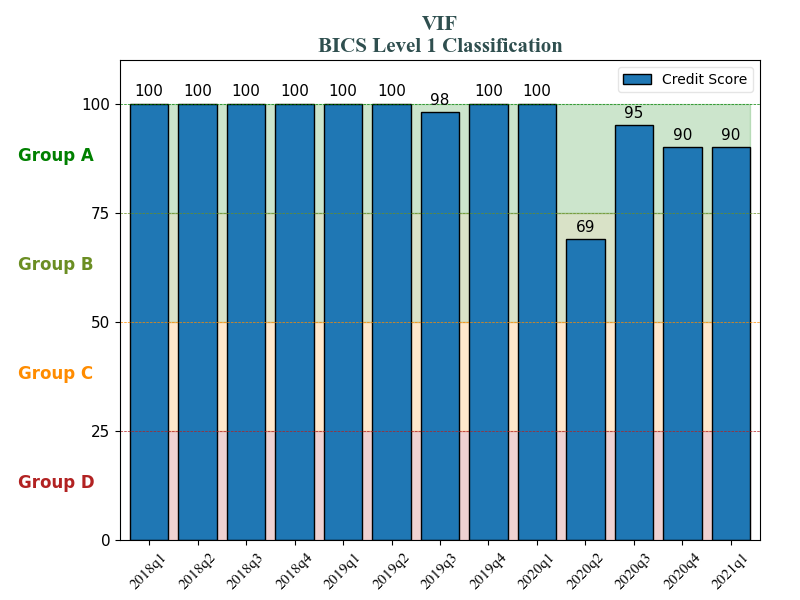 VIF
BICS Level 1 Classification
Credit Score
100 100 100 100 100 100 98 100 100 69 95 90 90
100
Group A
75
Group B
50
Group C
25
Group D
0
2018q1 2018q2 2018q3 2018q4 2019q1 2019q2 2019q3 2019q4 2020q1 2020q2 2020q3 2020q4 2021q1